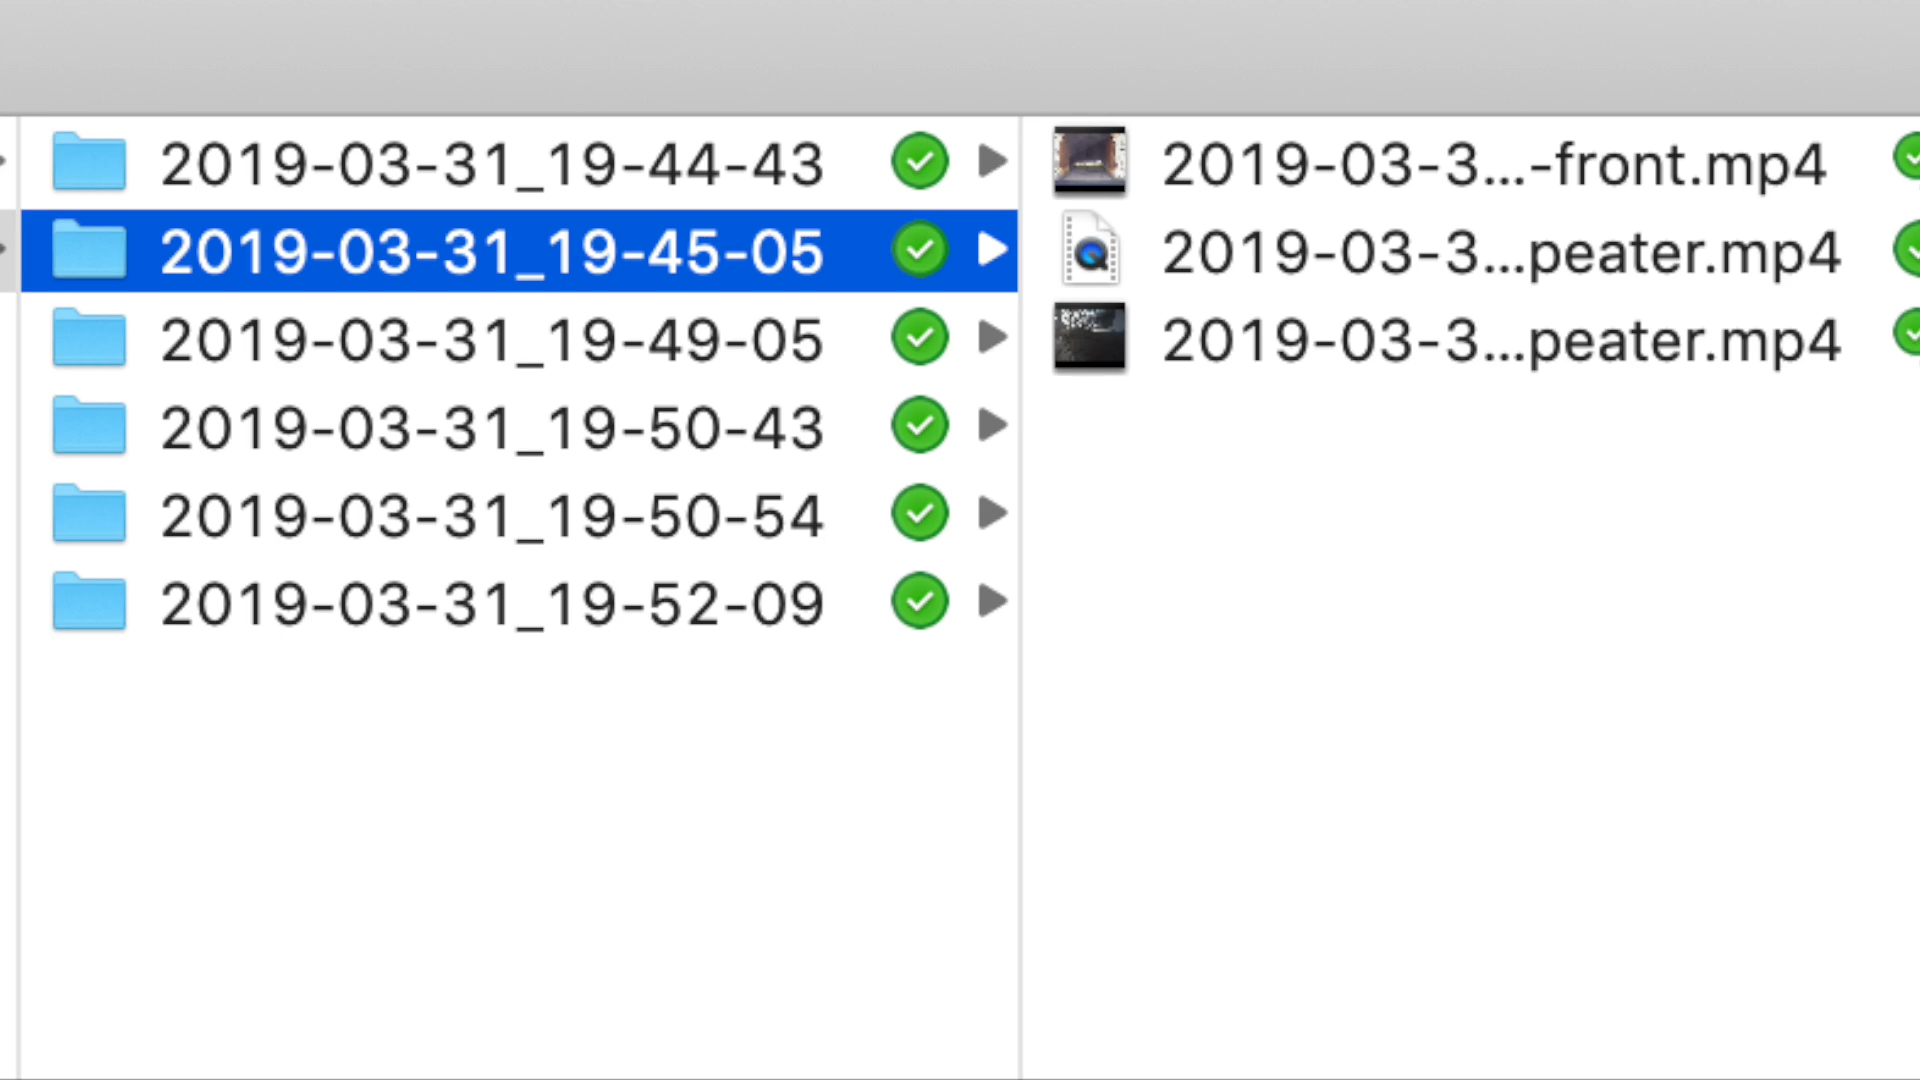 2019-03-31_19-44-43
2019-03-31_19-45-05
2019-03-31_19-49-05
2019-03-31_19-50-43
2019-03-31_19-50-54
2019-03-31_19-52-09
2019-03-3...-front.mp4
2019-03-3...peater.mp4
2019-03-3...peater.mp4